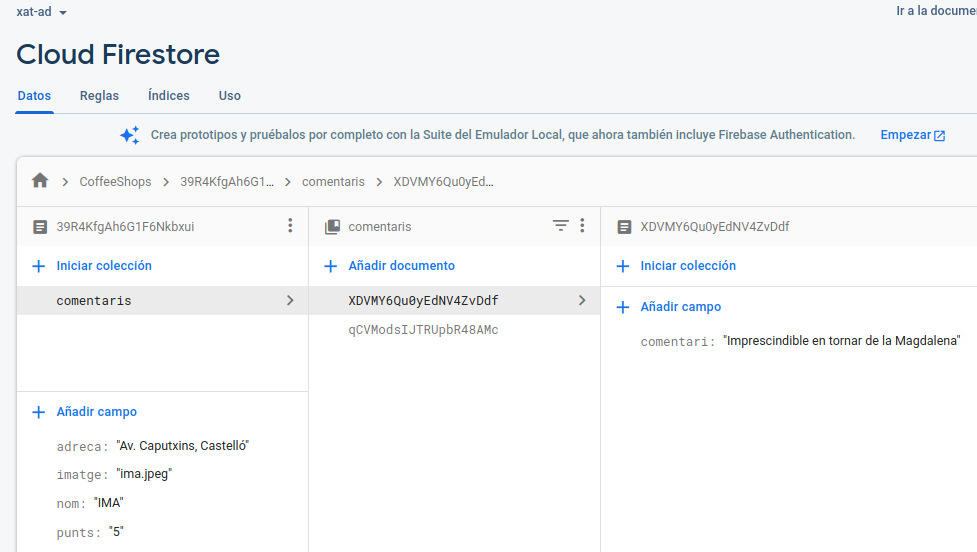 xat-ad
Ir a la docume
Cloud Firestore
Datos Reglas Índices Uso
Crea prototipos y pruébalos por completo con la Suite del Emulador Local, que ahora también incluye Firebase Authentication. Empezar
CoffeeShops 39R4KfgAh6G1... comentaris XDVMY6Qu0yEd...
39R4KfgAh6G1F6Nkbxui
Iniciar colección
comentaris
Añadir campo
adreca: "Av. Caputxins, Castelló"
imatge: "ima.jpeg"
nom: "IMA"
punts: "5"
comentaris
Añadir documento
XDVMY6Qu0yEdNV4ZvDdf
qCVModsIJTRUpbR48AMc
XDVMY6Qu0yEdNV4ZvDdf
Iniciar colección
Añadir campo
comentari: "Imprescindible en tornar de la Magdalena"